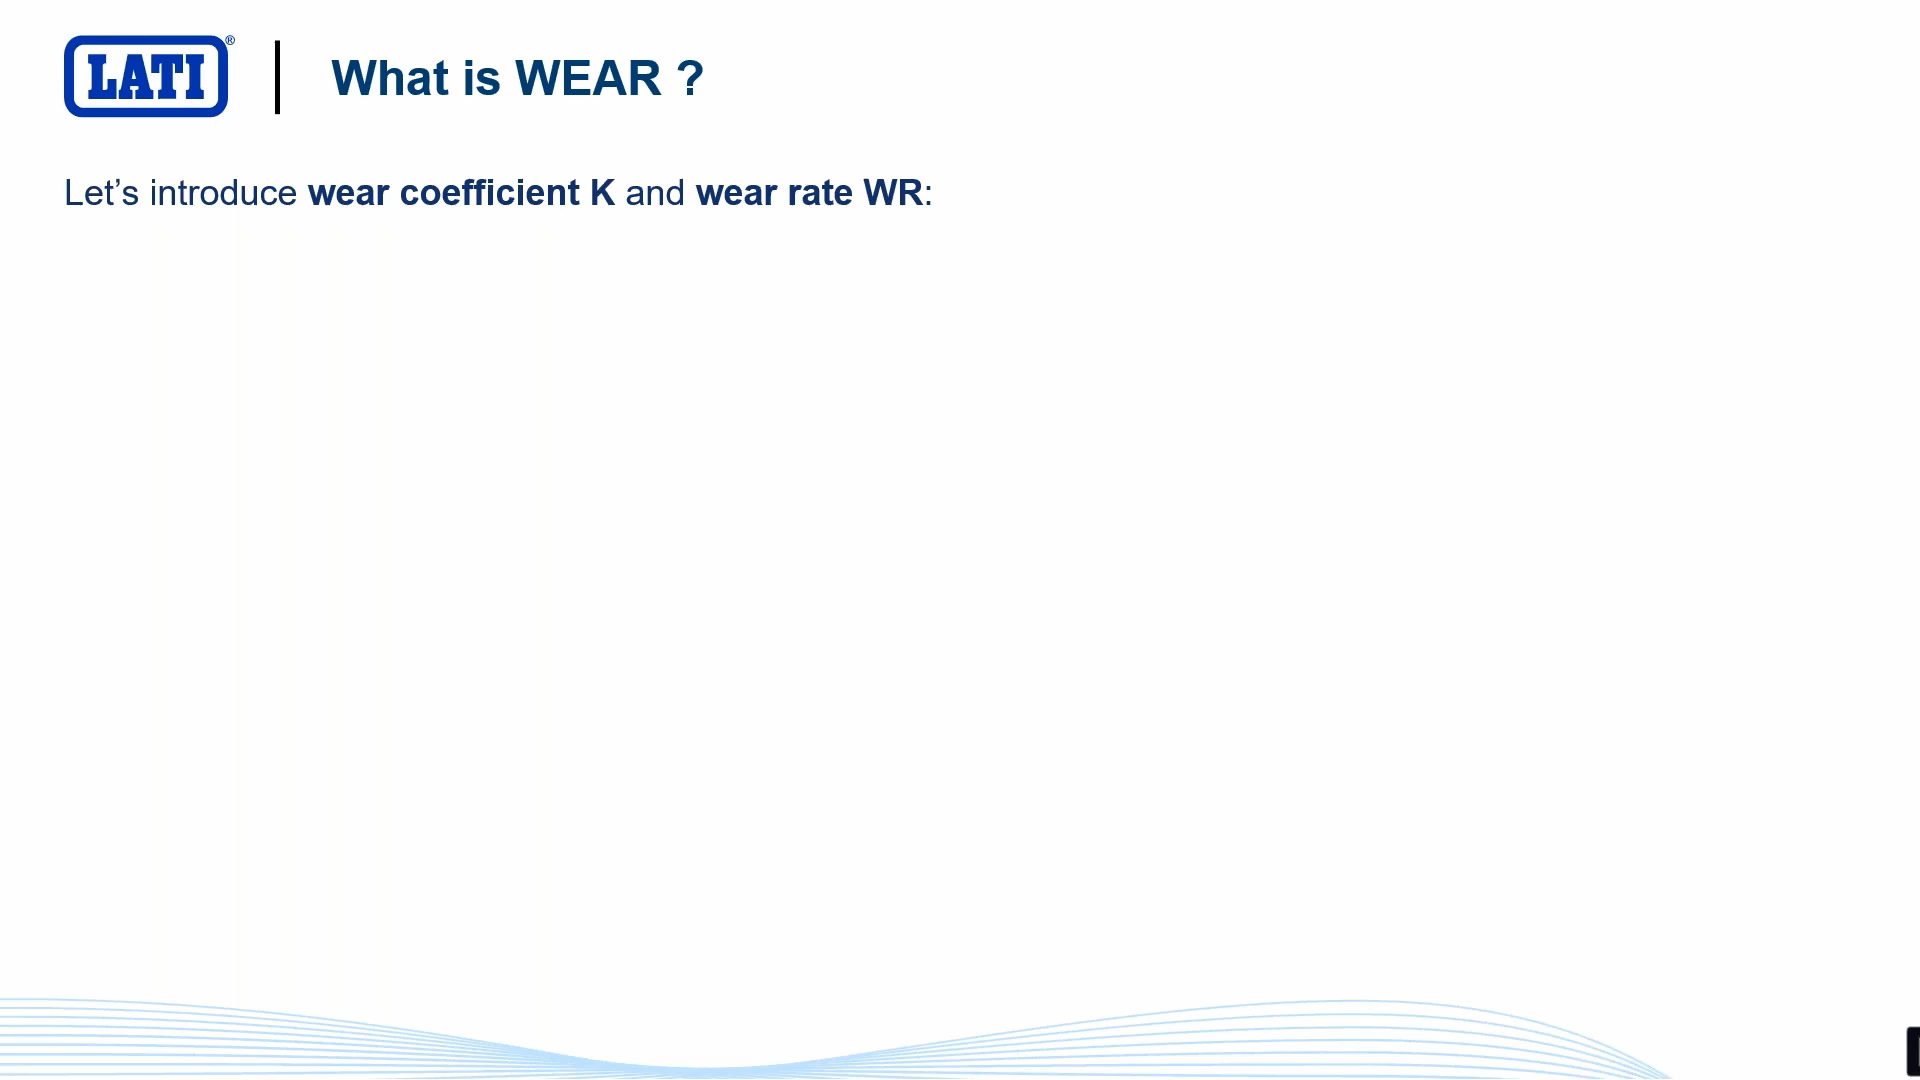 LATI®
What is WEAR ?
Let’s introduce wear coefficient K and wear rate WR: